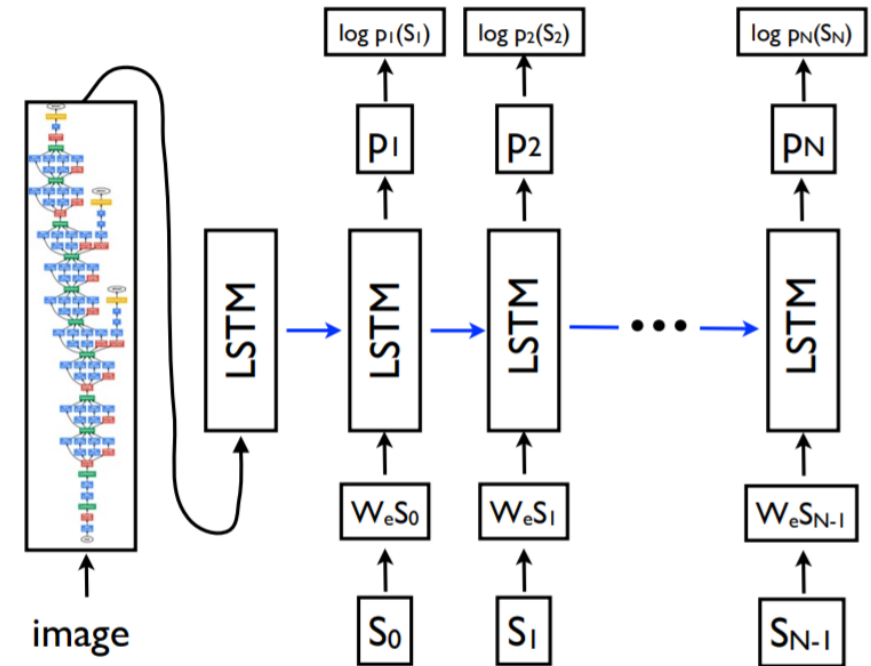 log p₁(S₁) log p₂(S₂) log pN(SN)
p₁ p₂ pN
LSTM LSTM LSTM LSTM
WeS₀ WeS₁ WeSN-1
image S₀ S₁ SN-1